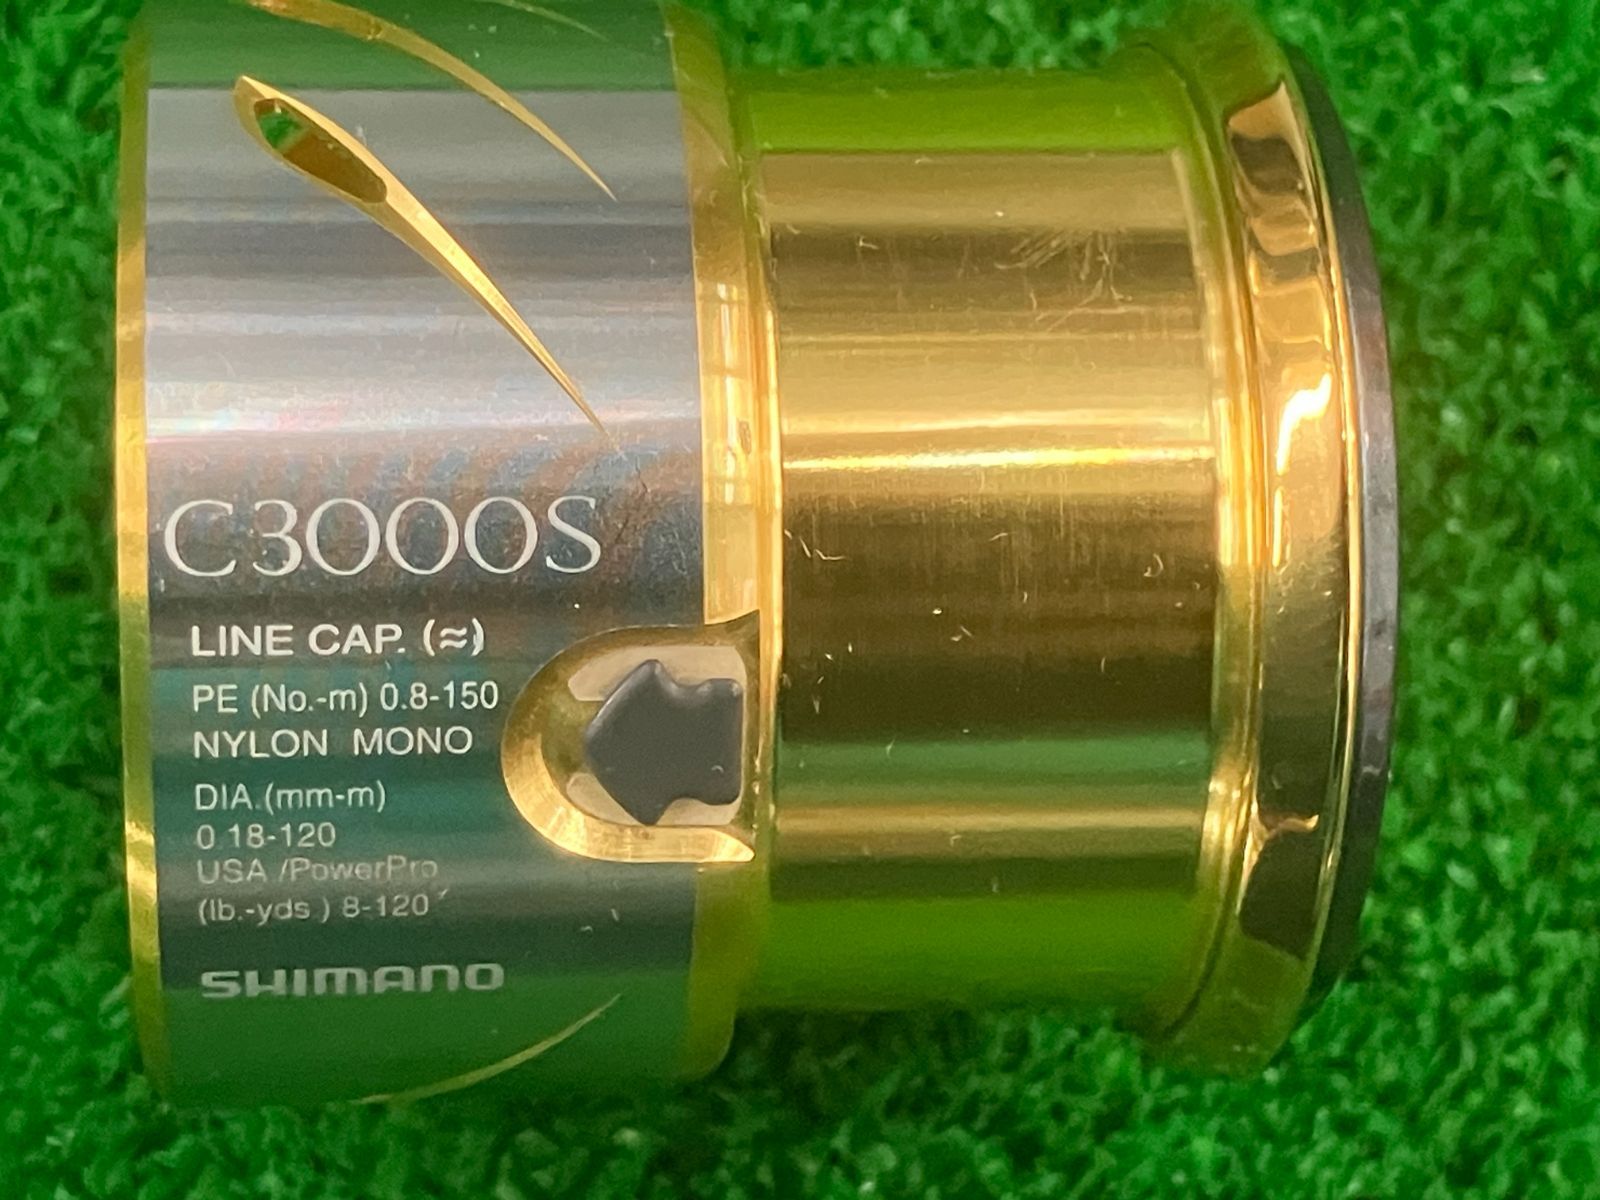 C3000S
LINE CAP. (≈)
PE (No.-m) 0.8-150
NYLON MONO
DIA.(mm-m)
0 18-120
USA /PowerPro
(lb.-yds.) 8-120
SHIMANO